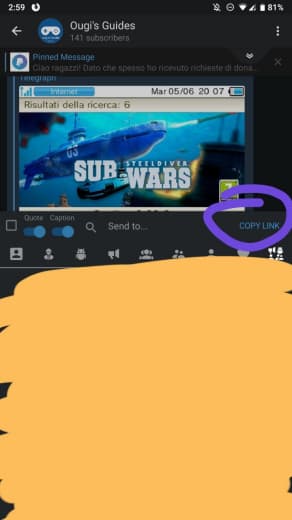 2:59
81%
Ougi's Guides
141 subscribers
Pinned Message
Ciao ragazzi! Dato che spesso ho ricevuto richieste di dona...
Telegraph
Internet
Mar 05/06 20 07
Risultati della ricerca: 6
STEELDIVER
SUB WARS
7
Quote
Caption
Send to...
COPY LINK